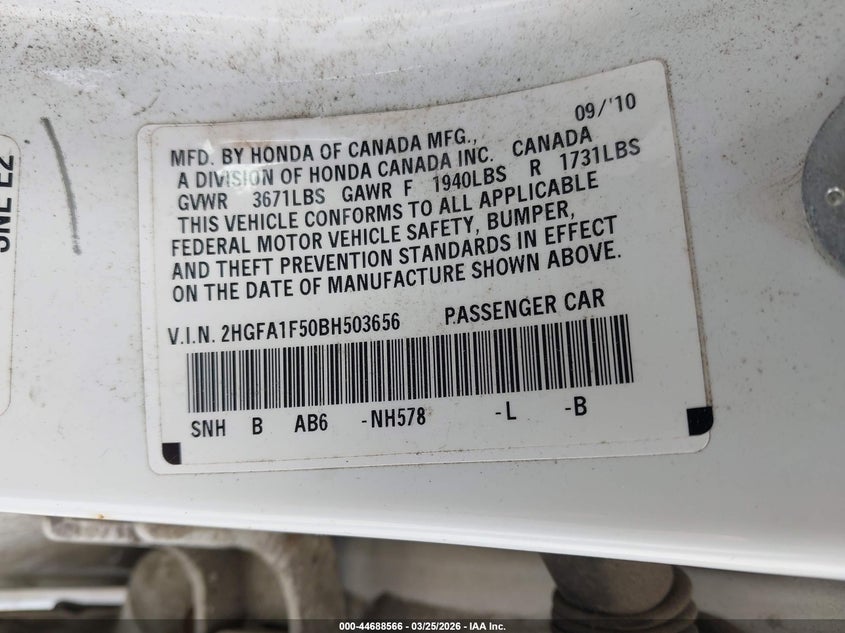 09/'10
MFD. BY HONDA OF CANADA MFG.,
A DIVISION OF HONDA CANADA INC. CANADA
GVWR 3671LBS GAWR F 1940LBS R 1731LBS
THIS VEHICLE CONFORMS TO ALL APPLICABLE
FEDERAL MOTOR VEHICLE SAFETY, BUMPER,
AND THEFT PREVENTION STANDARDS IN EFFECT
ON THE DATE OF MANUFACTURE SHOWN ABOVE.
V.I.N. 2HGFA1F50BH503656 PASSENGER CAR
SNH B AB6 -NH578 -L -B
000-44688566 - 03/25/2026 - IAA Inc.